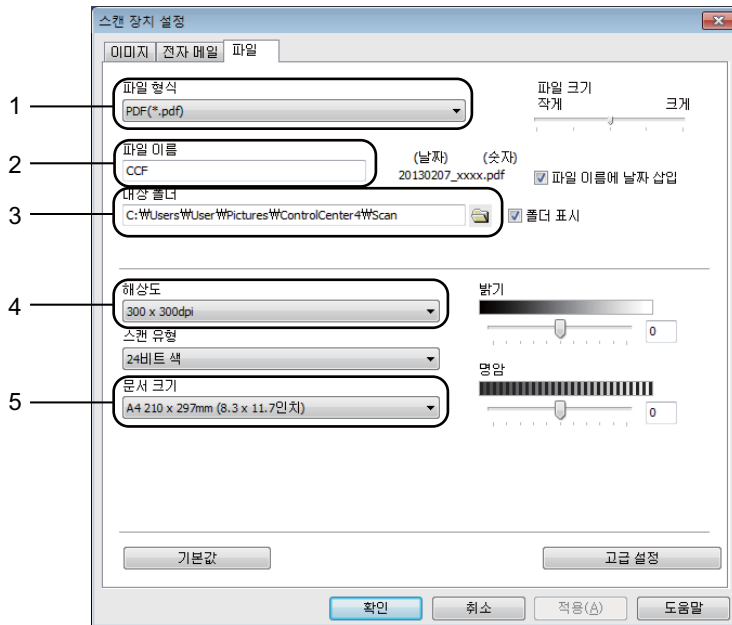 스캔 장치 설정
이미지 전자 메일 파일
1
파일 형식
PDF(*.pdf)
파일 크기
작게 크게
2
파일 이름
CCF
(날짜) (숫자)
20130207_xxxx.pdf
파일 이름에 날짜 삽입
3
대상 폴더
C:₩Users₩User₩Pictures₩ControlCenter4₩Scan
폴더 표시
4
해상도
300 x 300dpi
밝기
0
스캔 유형
24비트 색
명암
0
5
문서 크기
A4 210 x 297mm (8.3 x 11.7인치)
기본값
고급 설정
확인 취소 적용(A) 도움말